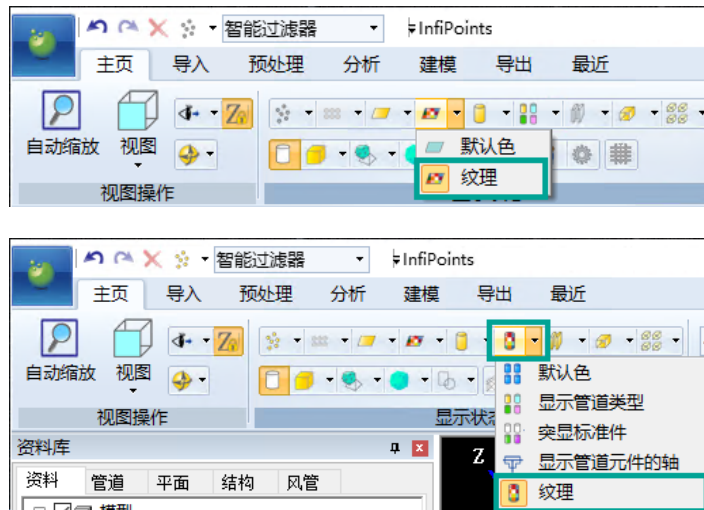 智能过滤器 InfiPoints
主页 导入 预处理 分析 建模 导出 最近
自动缩放 视图
默认色
纹理
视图操作
智能过滤器 InfiPoints
主页 导入 预处理 分析 建模 导出 最近
自动缩放 视图
默认色
显示管道类型
突显标准件
显示管道元件的轴
纹理
视图操作 显示状
资料库
Z
资料 管道 平面 结构 风管
模型